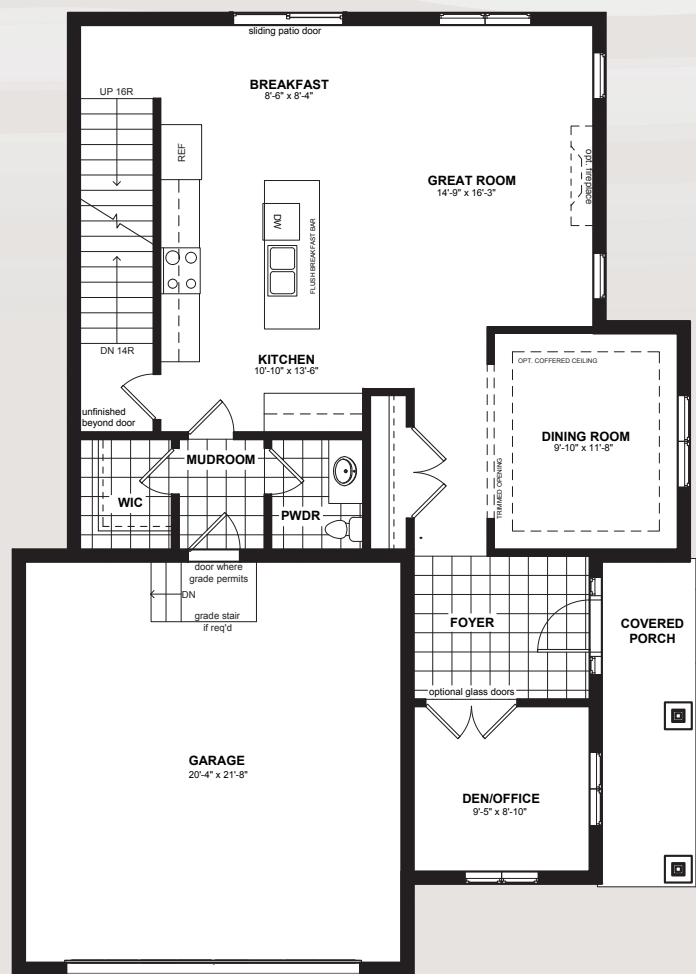 sliding patio door
BREAKFAST
8'-6" x 8'-4"
UP 16R
REF
GREAT ROOM
14'-9" x 16'-3"
opt. fireplace
DW
FLUSH BREAKFAST BAR
DN 14R
KITCHEN
10'-10" x 13'-6"
OPT. COFFERED CEILING
unfinished
beyond door
DINING ROOM
9'-10" x 11'-8"
MUDROOM
TRIMMED OPENING
WIC
PWDR
door where
grade permits
DN
grade stair
if req'd
FOYER
COVERED
PORCH
optional glass doors
GARAGE
20'-4" x 21'-8"
DEN/OFFICE
9'-5" x 8'-10"